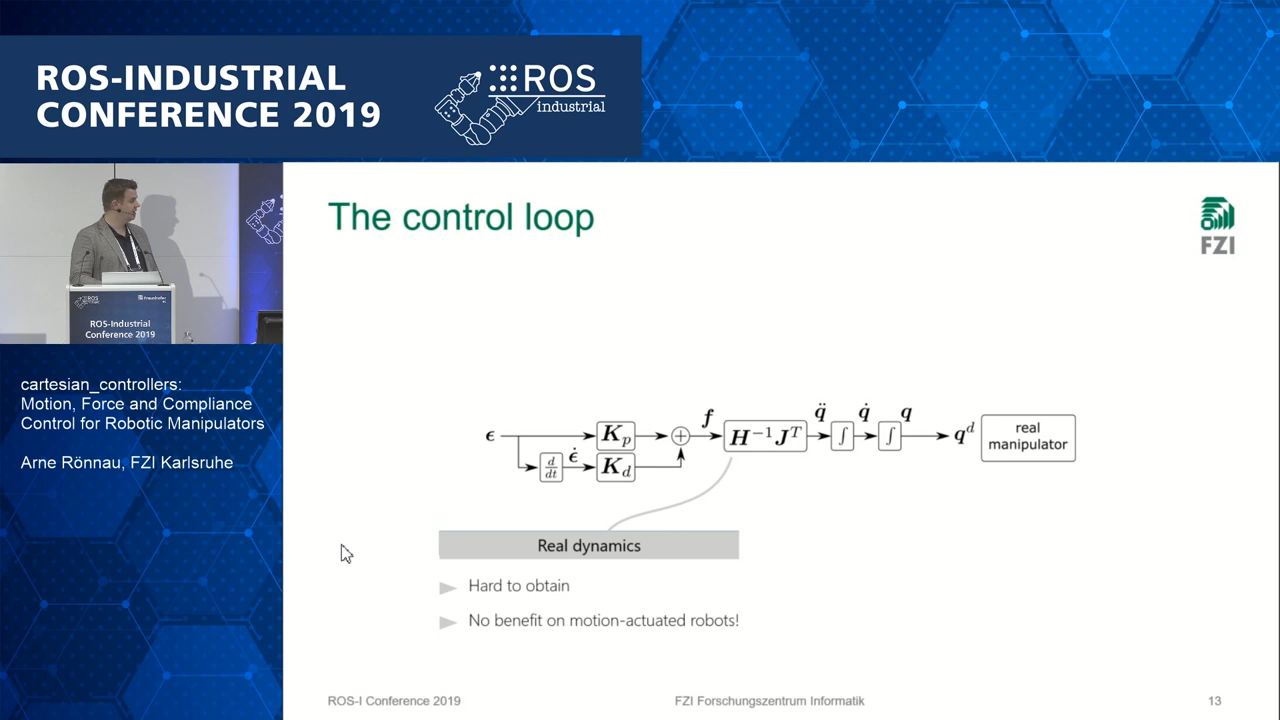 ROS-INDUSTRIAL
CONFERENCE 2019
ROS
industrial
ROS-Industrial
Conference 2019
cartesian_controllers:
Motion, Force and Compliance
Control for Robotic Manipulators
Arne Rönnau, FZI Karlsruhe
The control loop
FZI
ϵ
d/dt
ϵ̇
K_p
K_d
⊕
f
H⁻¹Jᵀ
q̈
∫
q̇
∫
q
qᵈ
real
manipulator
Real dynamics
Hard to obtain
No benefit on motion-actuated robots!
ROS-I Conference 2019
FZI Forschungszentrum Informatik
13